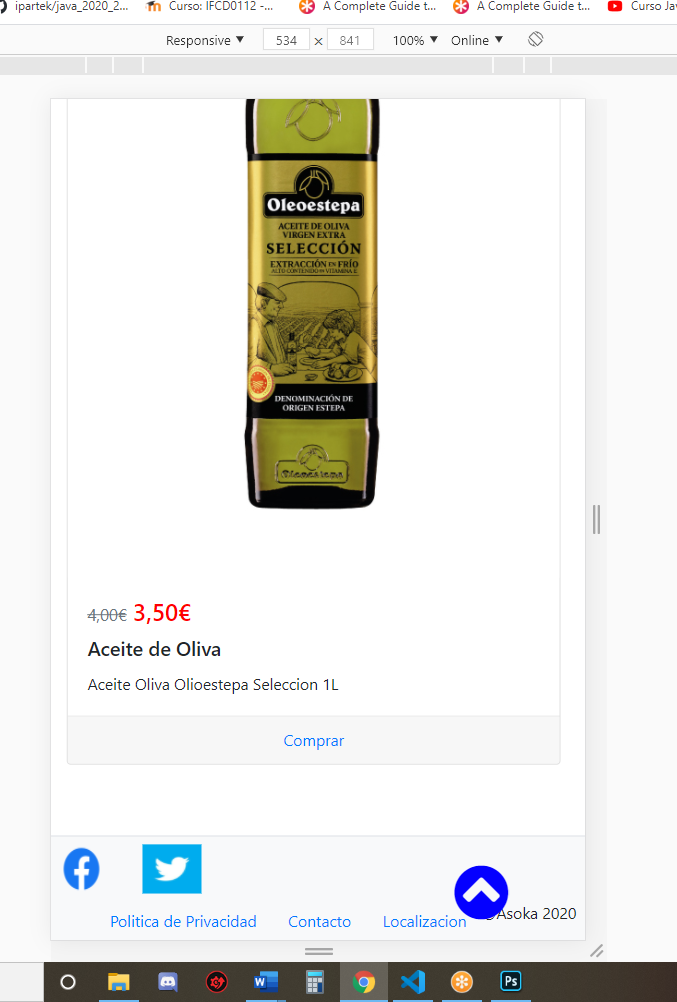 ipartek/java_2020_2...
Curso: IFCD0112 -...
A Complete Guide t...
A Complete Guide t...
Curso Jav
Responsive ▼ 534 × 841 100% ▼ Online ▼
Oleoestepa
ACEITE DE OLIVA
VIRGEN EXTRA
SELECCIÓN
EXTRACCIÓN EN FRÍO
ALTO CONTENIDO EN VITAMINA E
DENOMINACIÓN DE
ORIGEN ESTEPA
Oleoestepa
4,00€ 3,50€
Aceite de Oliva
Aceite Oliva Olioestepa Seleccion 1L
Comprar
Politica de Privacidad Contacto Localizacion
Asoka 2020
W
Ps